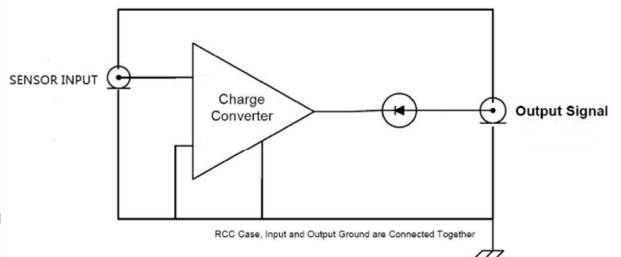 SENSOR INPUT
Charge
Converter
Output Signal
RCC Case, Input and Output Ground are Connected Together